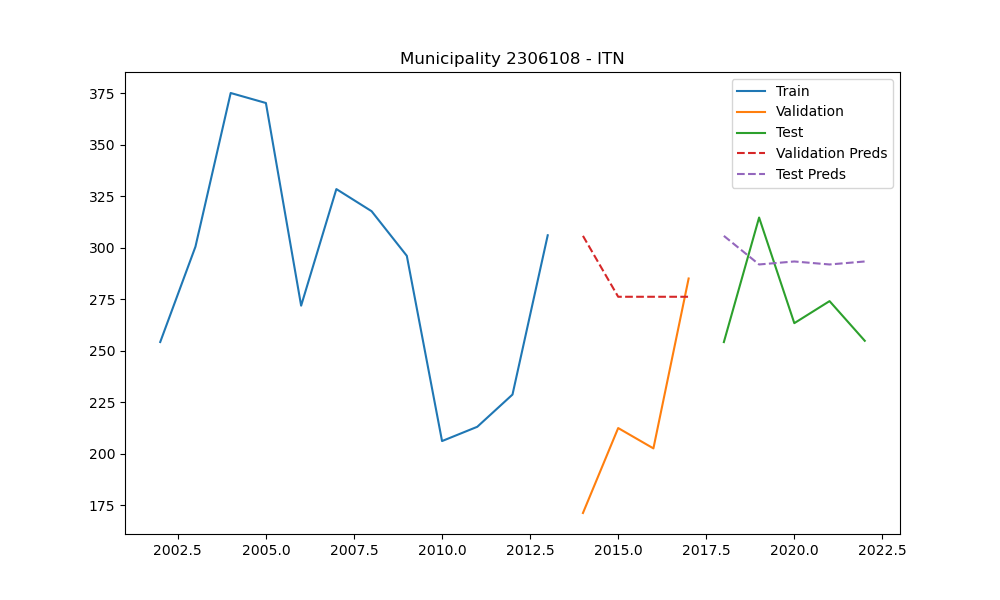 Municipality 2306108 - ITN
Train
Validation
Test
Validation Preds
Test Preds
375
350
325
300
275
250
225
200
175
2002.5 2005.0 2007.5 2010.0 2012.5 2015.0 2017.5 2020.0 2022.5